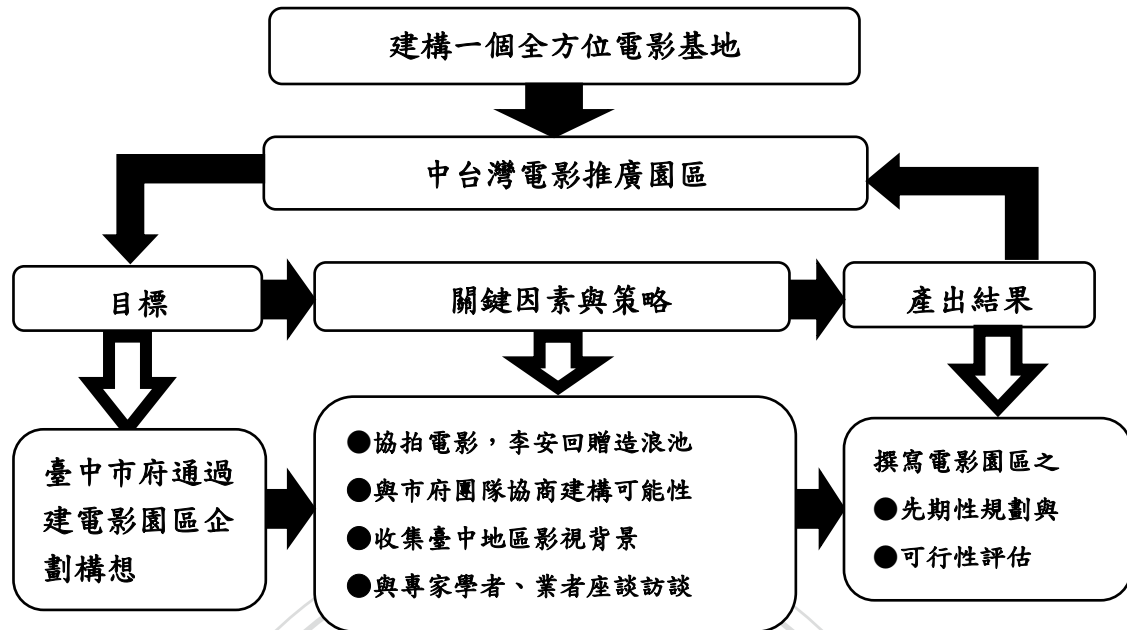 建構一個全方位電影基地
中台灣電影推廣園區
目標
關鍵因素與策略
產出結果
臺中市府通過
建電影園區企
劃構想
●協拍電影，李安回贈造浪池
●與市府團隊協商建構可能性
●收集臺中地區影視背景
●與專家學者、業者座談訪談
撰寫電影園區之
●先期性規劃與
●可行性評估